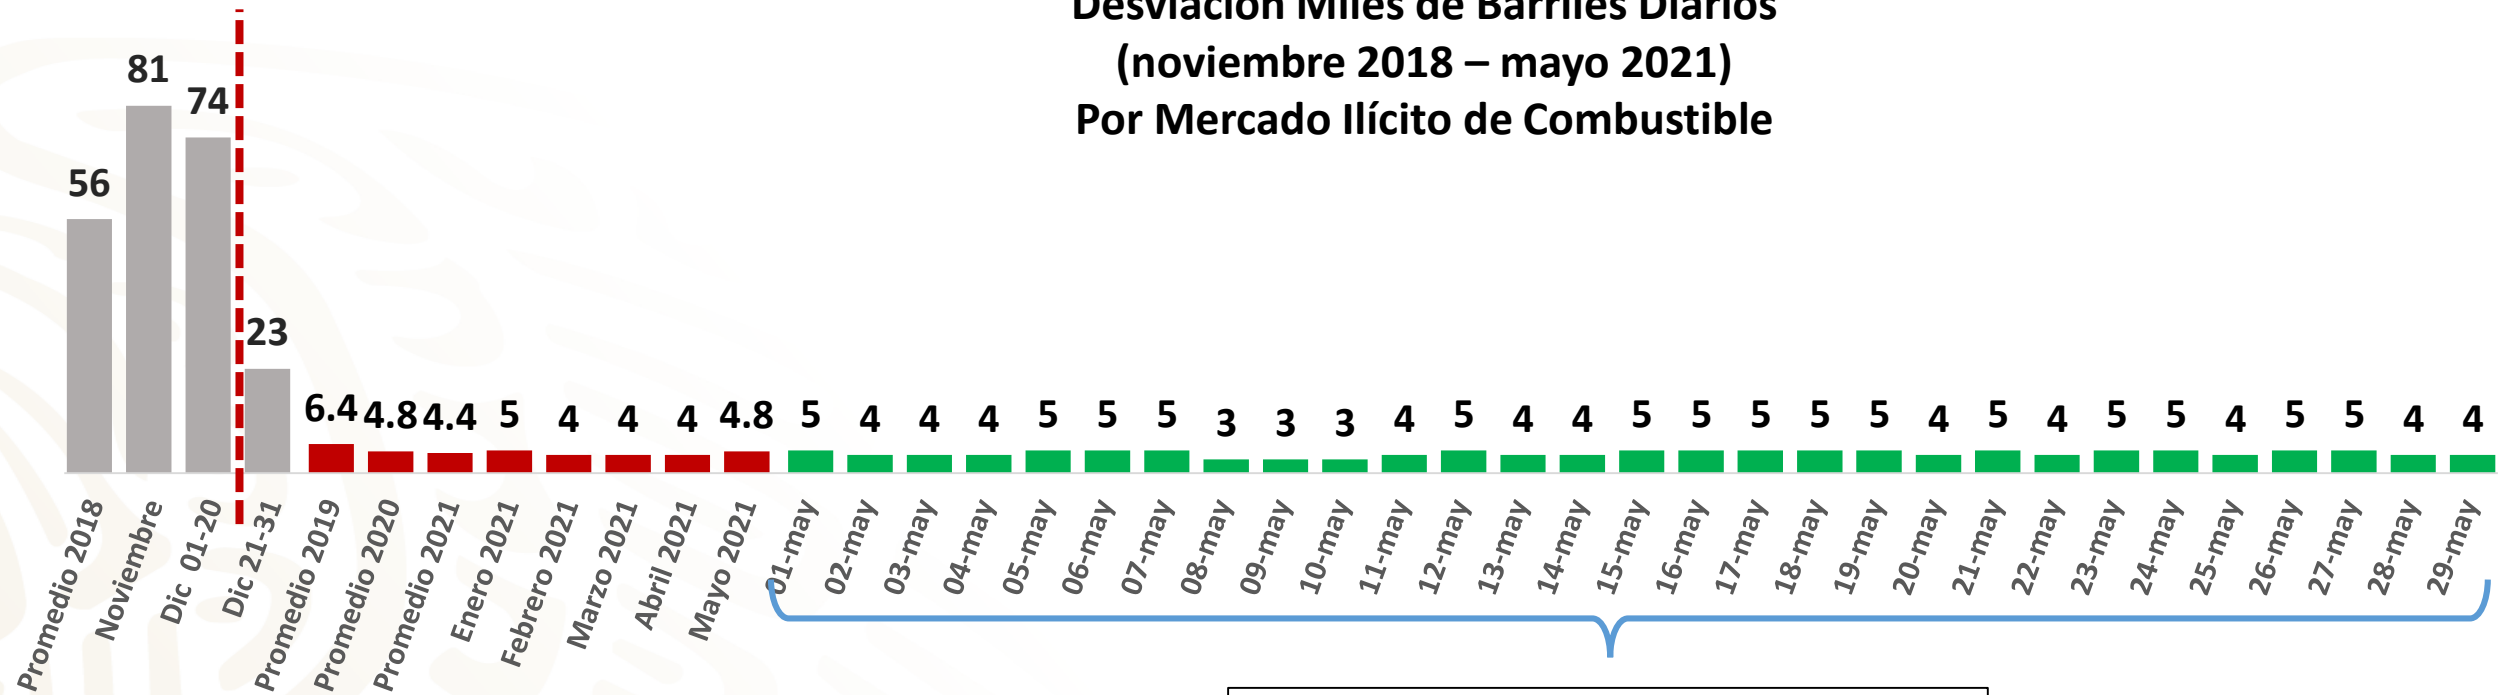 Desviación Miles de Barriles Diarios
(noviembre 2018 – mayo 2021)
Por Mercado Ilícito de Combustible
56 81 74 23 6.4 4.8 4.4 5 4 4 4 4.8 5 4 4 4 5 5 5 3 3 3 4 5 4 4 5 5 5 5 5 4 5 4 5 5 4 5 5 4 4
Promedio 2018
Noviembre
Dic 01-20
Dic 21-31
Promedio 2019
Promedio 2020
Promedio 2021
Enero 2021
Febrero 2021
Marzo 2021
Abril 2021
Mayo 2021
01-may
02-may
03-may
04-may
05-may
06-may
07-may
08-may
09-may
10-may
11-may
12-may
13-may
14-may
15-may
16-may
17-may
18-may
19-may
20-may
21-may
22-may
23-may
24-may
25-may
26-may
27-may
28-may
29-may